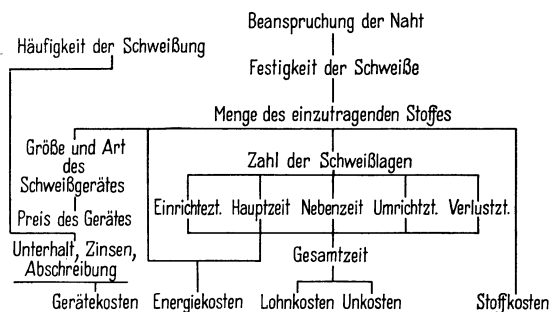 Beanspruchung der Naht
Häufigkeit der Schweißung
Festigkeit der Schweiße
Menge des einzutragenden Stoffes
Größe und Art
des
Schweißgerätes
Zahl der Schweißlagen
Preis des Gerätes
Einrichtezt. Hauptzeit Nebenzeit Umrichtzt. Verlustzt.
Unterhalt, Zinsen,
Abschreibung
Gesamtzeit
Gerätekosten Energiekosten Lohnkosten Unkosten Stoffkosten